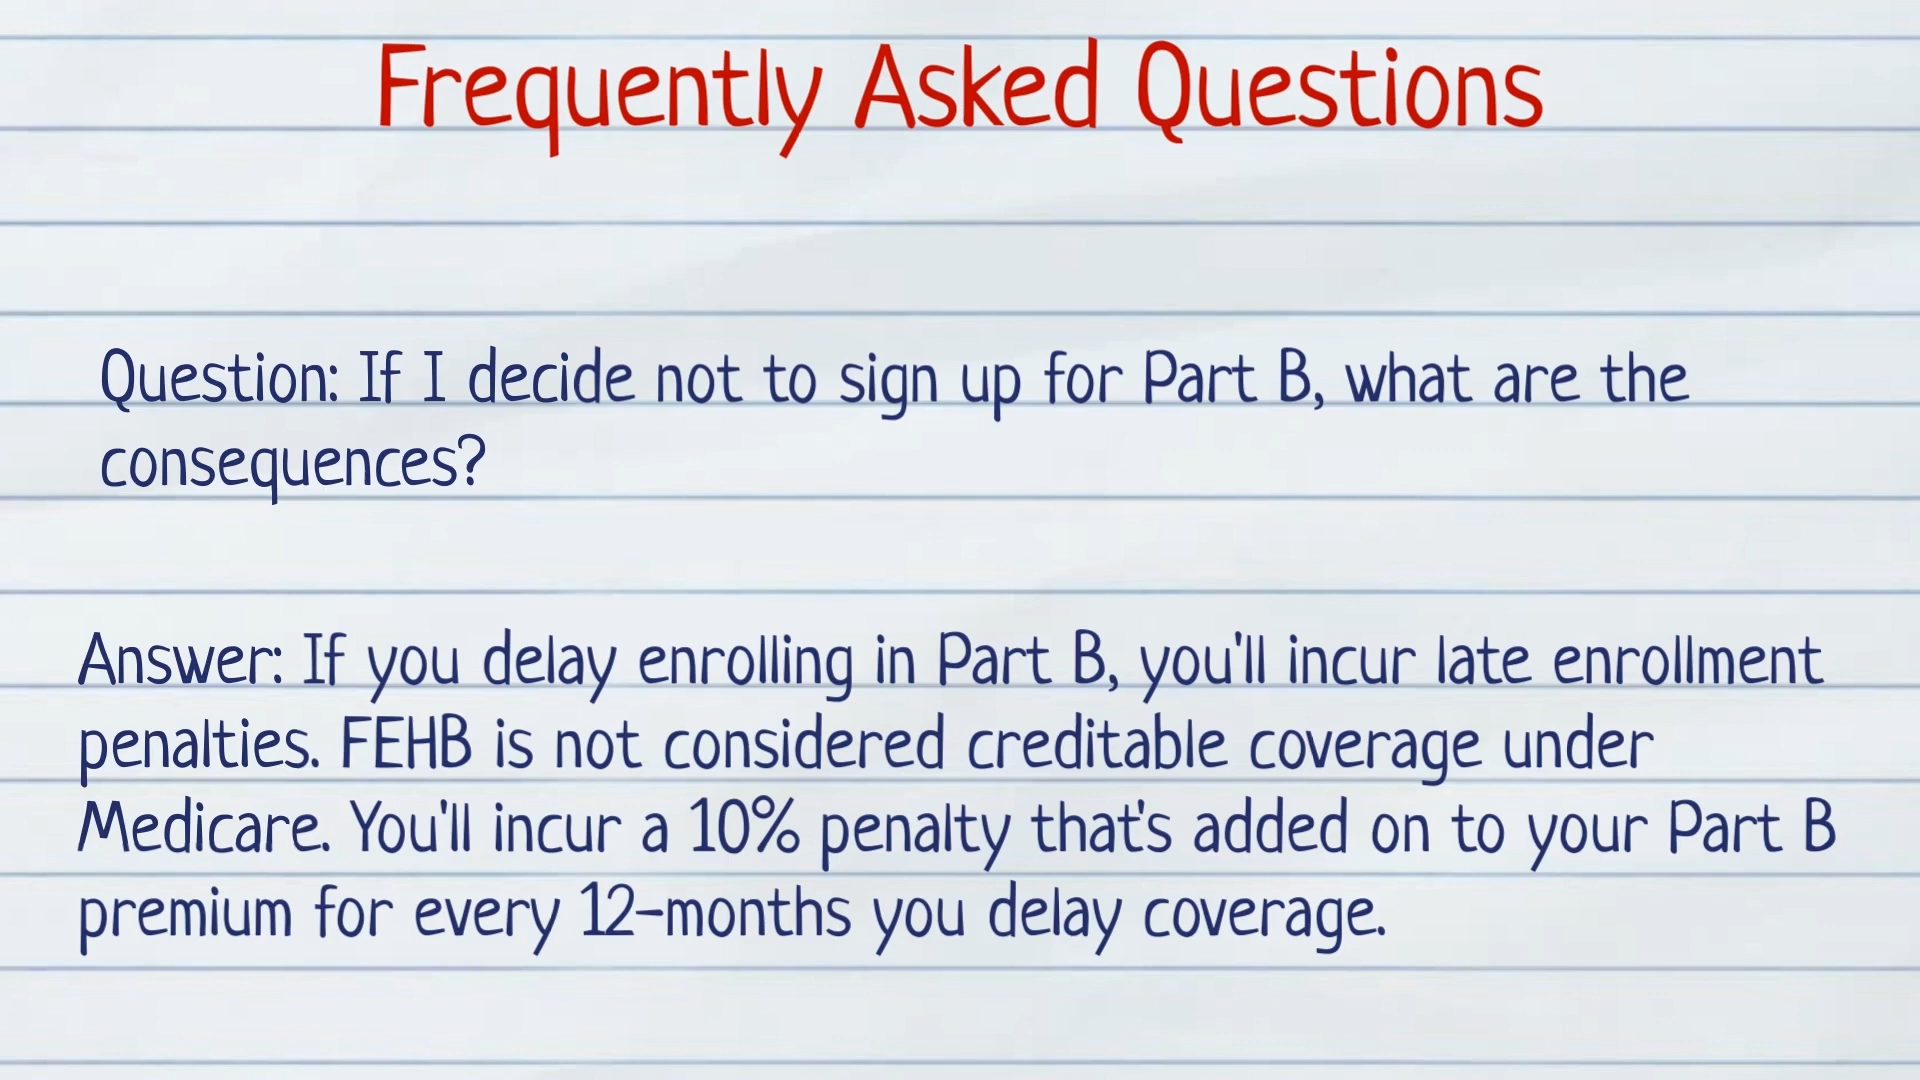 Frequently Asked Questions
Question: If I decide not to sign up for Part B, what are the
consequences?
Answer: If you delay enrolling in Part B, you'll incur late enrollment
penalties. FEHB is not considered creditable coverage under
Medicare. You'll incur a 10% penalty that's added on to your Part B
premium for every 12-months you delay coverage.